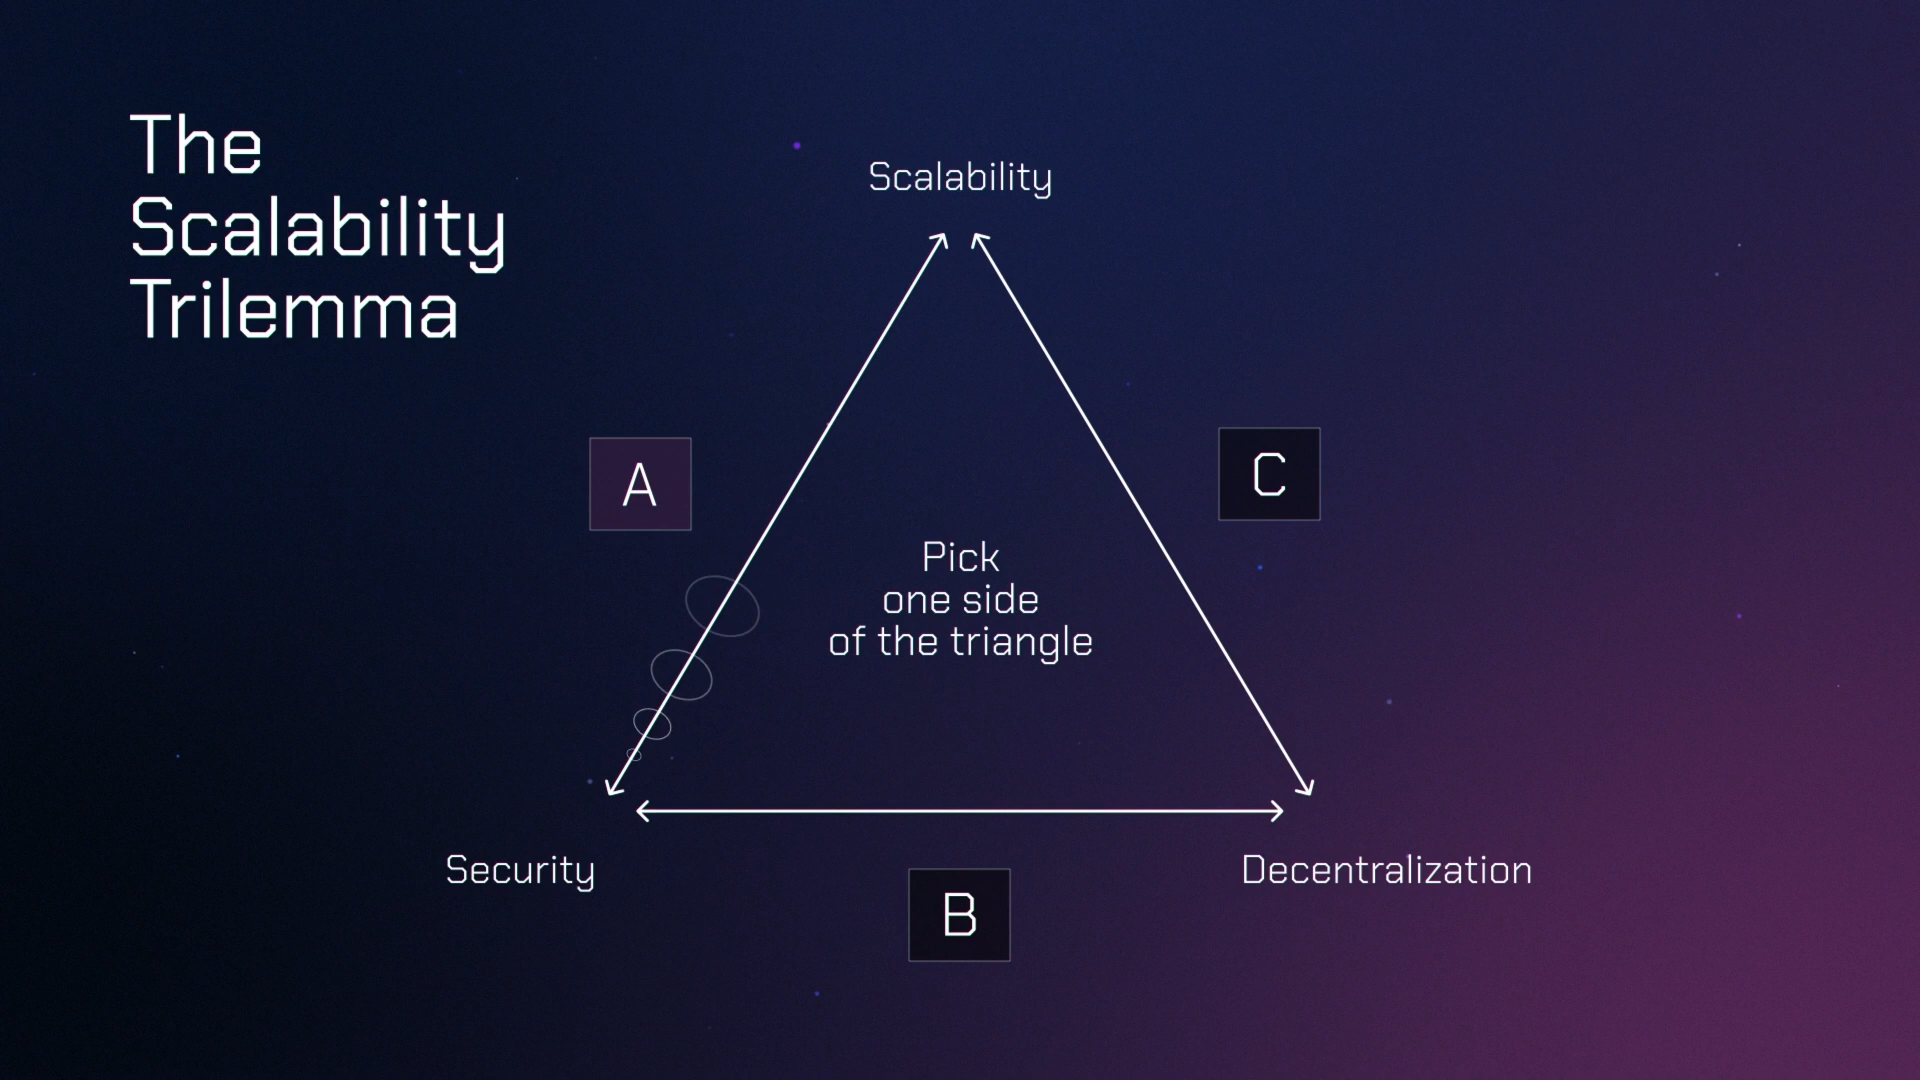 The
Scalability
Trilemma
Scalability
A
C
Pick
one side
of the triangle
Security
Decentralization
B